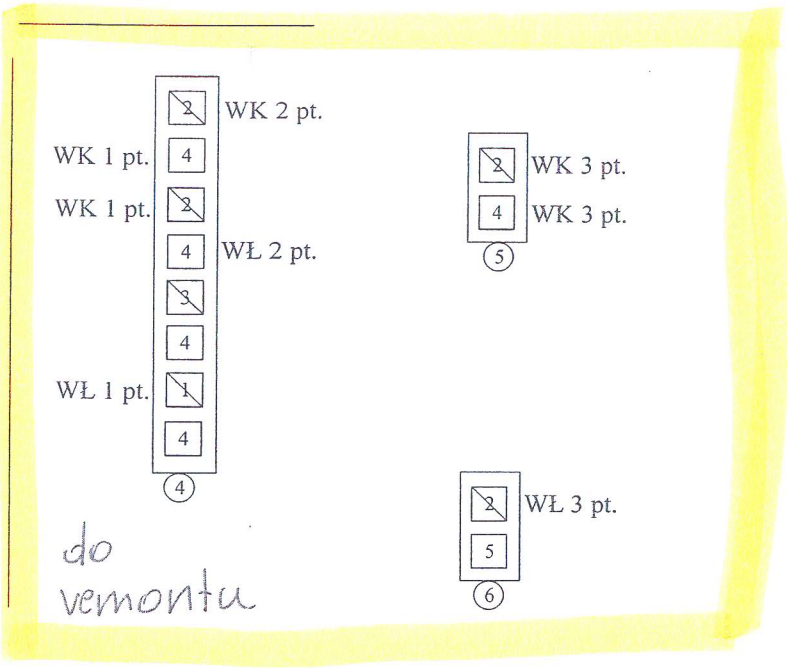 2 WK 2 pt.
WK 1 pt. 4
WK 1 pt. 2
4 WŁ 2 pt.
3
4
WŁ 1 pt. 1
4
4
2 WK 3 pt.
4 WK 3 pt.
5
2 WŁ 3 pt.
5
6
do
remontu